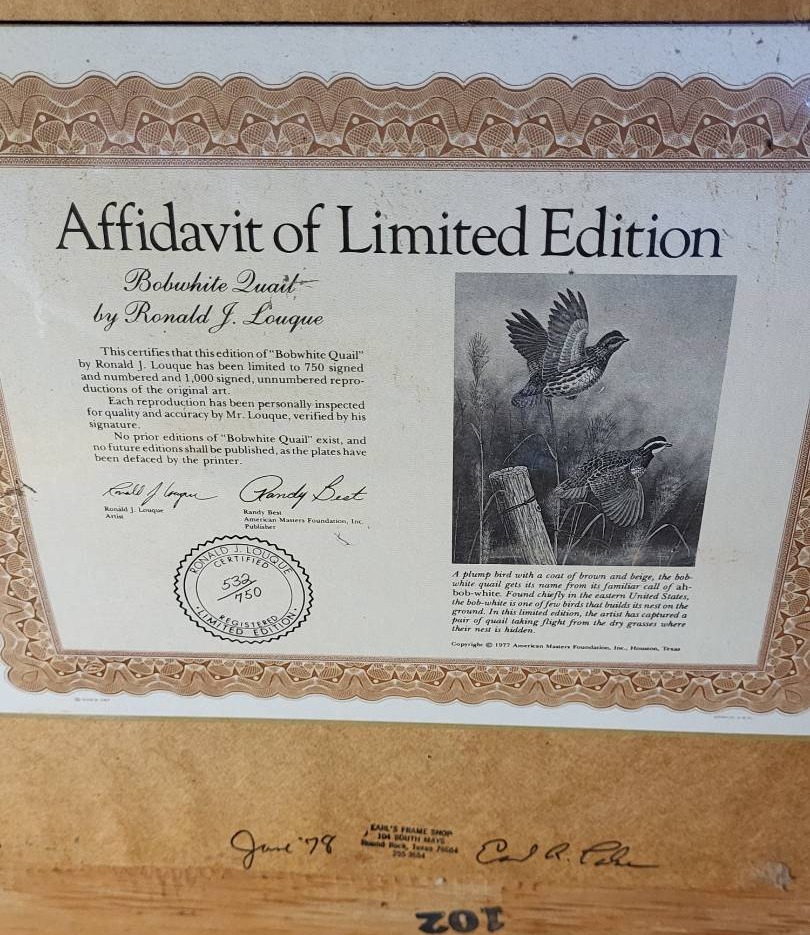 Affidavit of Limited Edition
Bobwhite Quail
by Ronald J. Louque
This certifies that this edition of "Bobwhite Quail"
by Ronald J. Louque has been limited to 750 signed
and numbered and 1,000 signed, unnumbered repro-
ductions of the original art.
Each reproduction has been personally inspected
for quality and accuracy by Mr. Louque, verified by his
signature.
No prior editions of "Bobwhite Quail" exist, and
no future editions shall be published, as the plates have
been defaced by the printer.
Ronald J Louque
Randy Best
Ronald J. Louque
Artist
Randy Best
American Masters Foundation, Inc.
Publisher
RONALD J. LOUQUE
CERTIFIED
532/750
REGISTERED
LIMITED EDITION
A plump bird with a coat of brown and beige, the bob-
white quail gets its name from its familiar call of ah-
bob-white. Found chiefly in the eastern United States,
the bob-white is one of few birds that builds its nest on the
ground. In this limited edition, the artist has captured a
pair of quail taking flight from the dry grasses where
their nest is hidden.
Copyright © 1977 American Masters Foundation, Inc., Houston, Texas
June '78
EARL'S FRAME SHOP
104 SOUTH MAYS
Round Rock, Texas 78664
255-3654
Earl R.
102